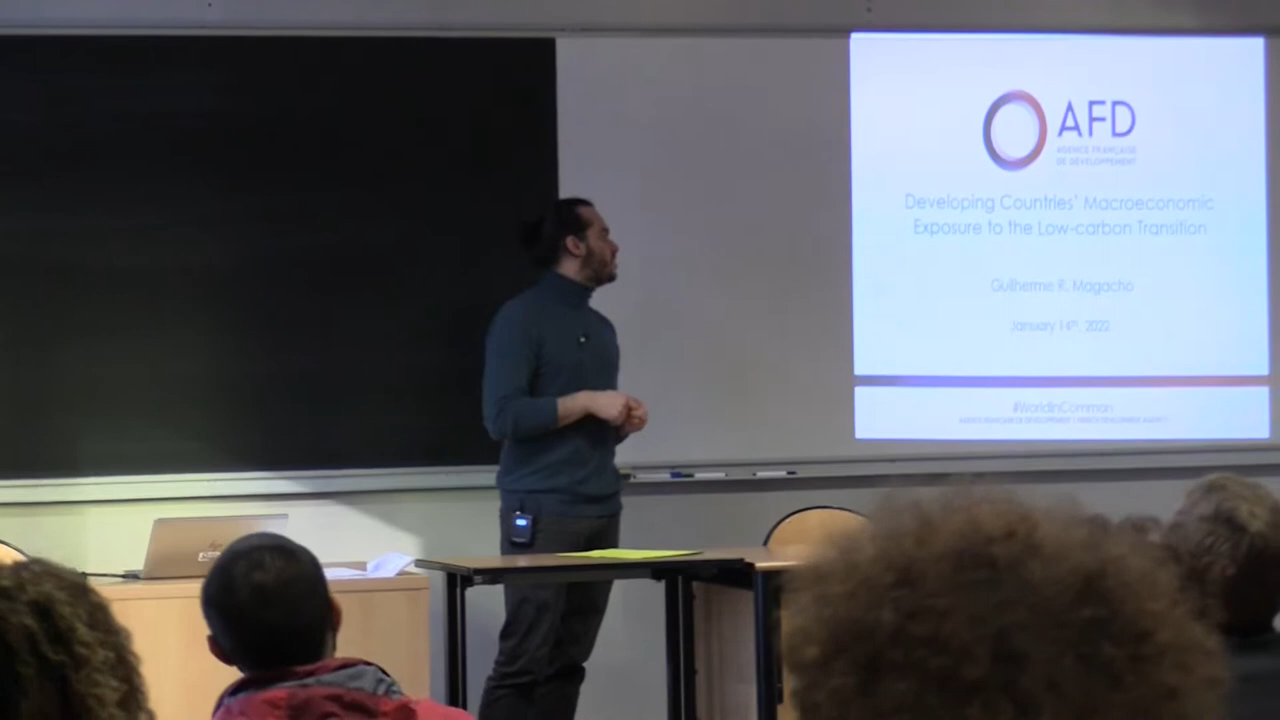 AFD
AGENCE FRANÇAISE
DE DÉVELOPPEMENT
Developing Countries' Macroeconomic
Exposure to the Low-carbon Transition
Guilherme R. Magacho
January 14th, 2022
#WorldInCommon
hp